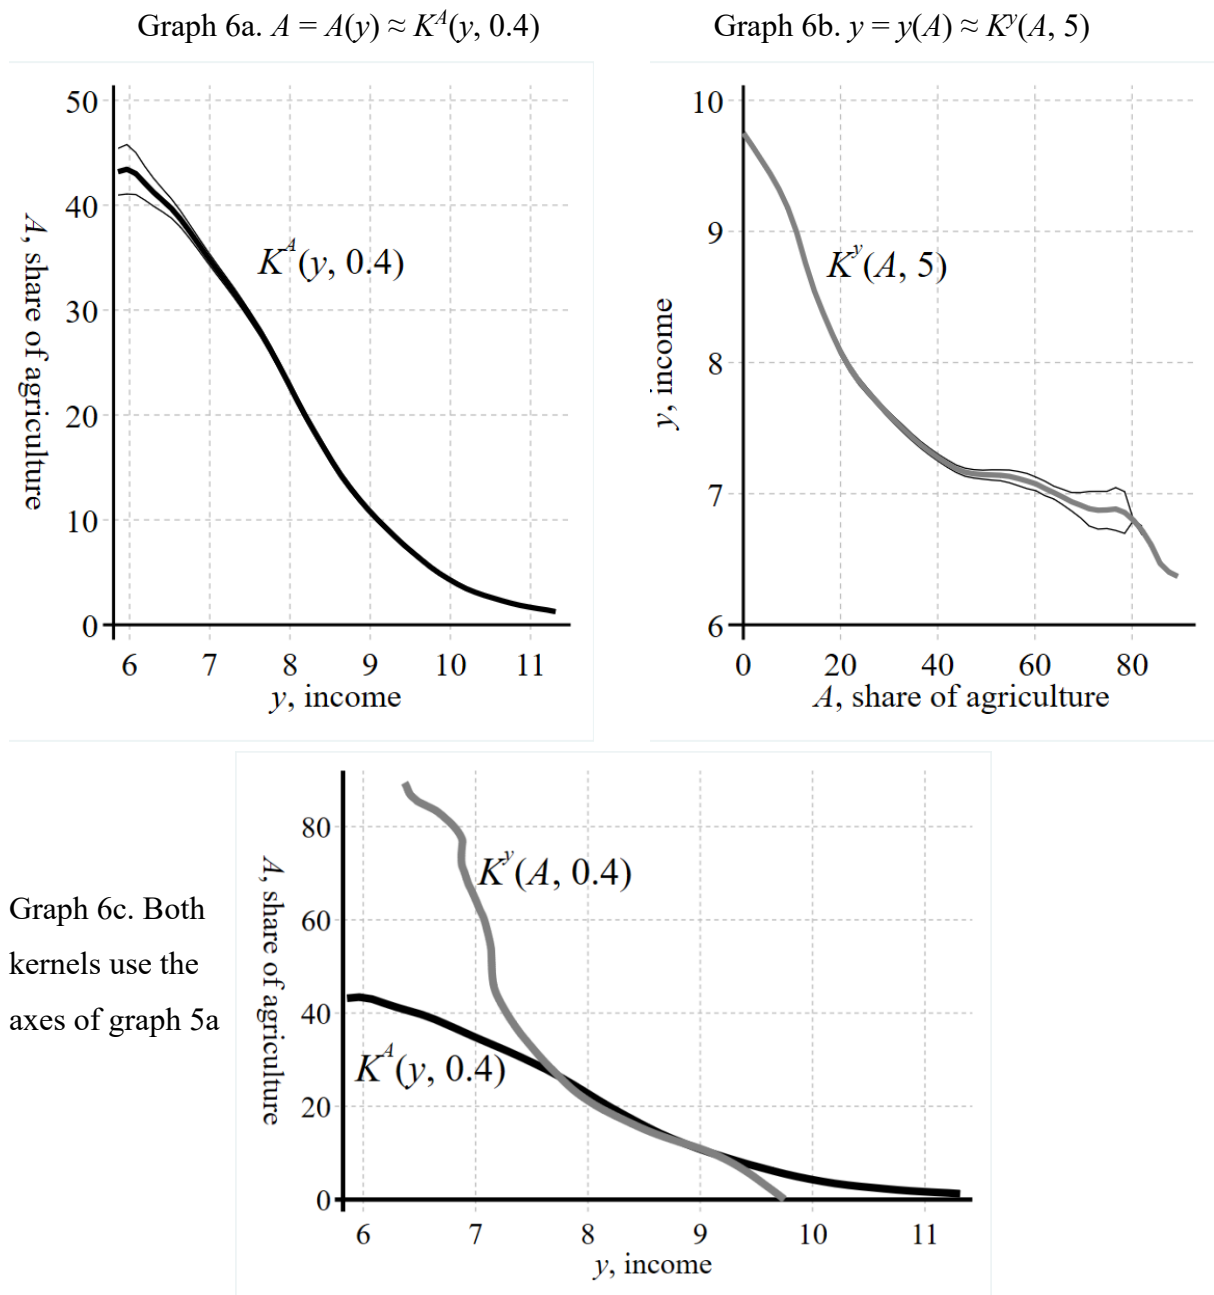 Graph 6a. A = A(y) ≈ K^A(y, 0.4)
Graph 6b. y = y(A) ≈ K^y(A, 5)
50
40
30
20
10
0
A, share of agriculture
K^A(y, 0.4)
6 7 8 9 10 11
y, income
10
9
8
7
6
y, income
K^y(A, 5)
0 20 40 60 80
A, share of agriculture
Graph 6c. Both
kernels use the
axes of graph 5a
80
60
40
20
0
A, share of agriculture
K^y(A, 0.4)
K^A(y, 0.4)
6 7 8 9 10 11
y, income